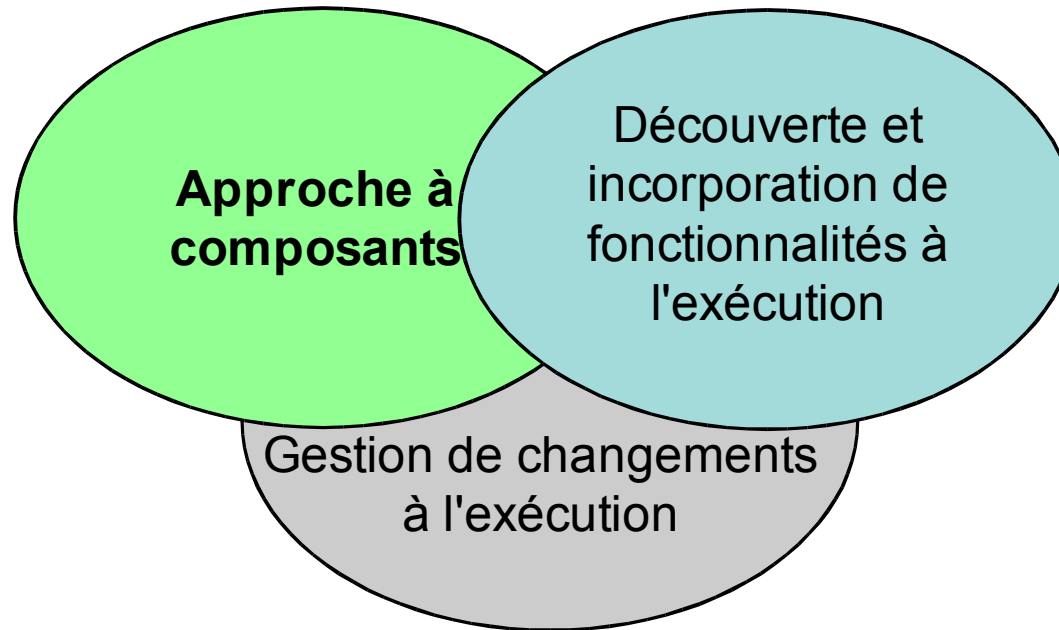 Approche à
composants
Découverte et
incorporation de
fonctionnalités à
l'exécution
Gestion de changements
à l'exécution